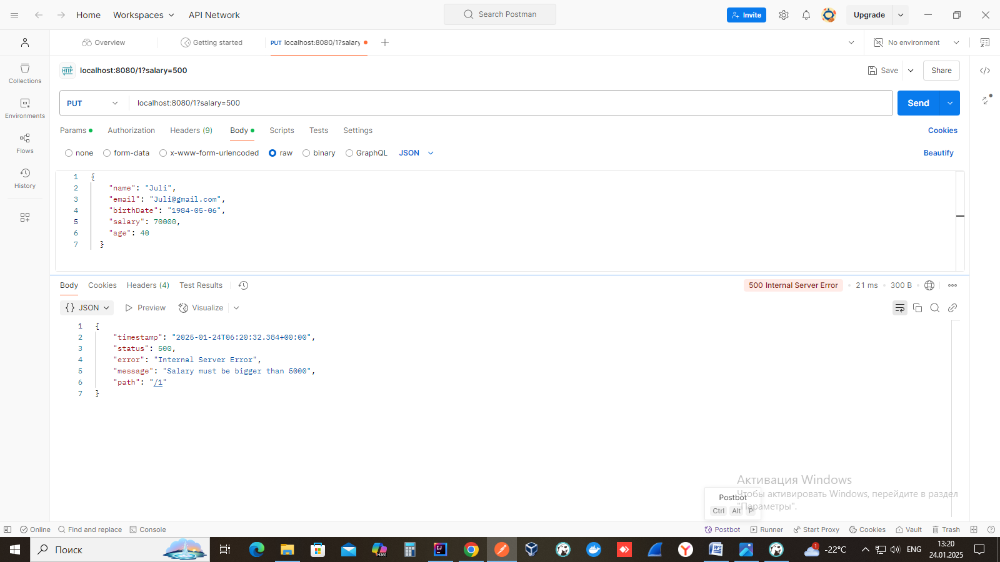 Home Workspaces API Network Search Postman Invite Upgrade
Overview Getting started PUT localhost:8080/1?salary No environment
HTTP localhost:8080/1?salary=500 Save Share
PUT localhost:8080/1?salary=500 Send
Params Authorization Headers (9) Body Scripts Tests Settings Cookies
none form-data x-www-form-urlencoded raw binary GraphQL JSON Beautify
Collections
Environments
Flows
History
1 {
2 "name": "Juli",
3 "email": "Juli@gmail.com",
4 "birthDate": "1984-05-06",
5 "salary": 70000,
6 "age": 40
7 }
Body Cookies Headers (4) Test Results 500 Internal Server Error 21 ms 300 B
{} JSON Preview Visualize
1 {
2 "timestamp": "2025-01-24T06:20:32.384+00:00",
3 "status": 500,
4 "error": "Internal Server Error",
5 "message": "Salary must be bigger than 5000",
6 "path": "/1"
7 }
Активация Windows
Чтобы активировать Windows, перейдите в раздел
"Параметры".
Postbot
Ctrl Alt P
Online Find and replace Console Postbot Runner Start Proxy Cookies Vault Trash
Поиск M365 IJ 1 -22°C ENG 13:20
24.01.2025